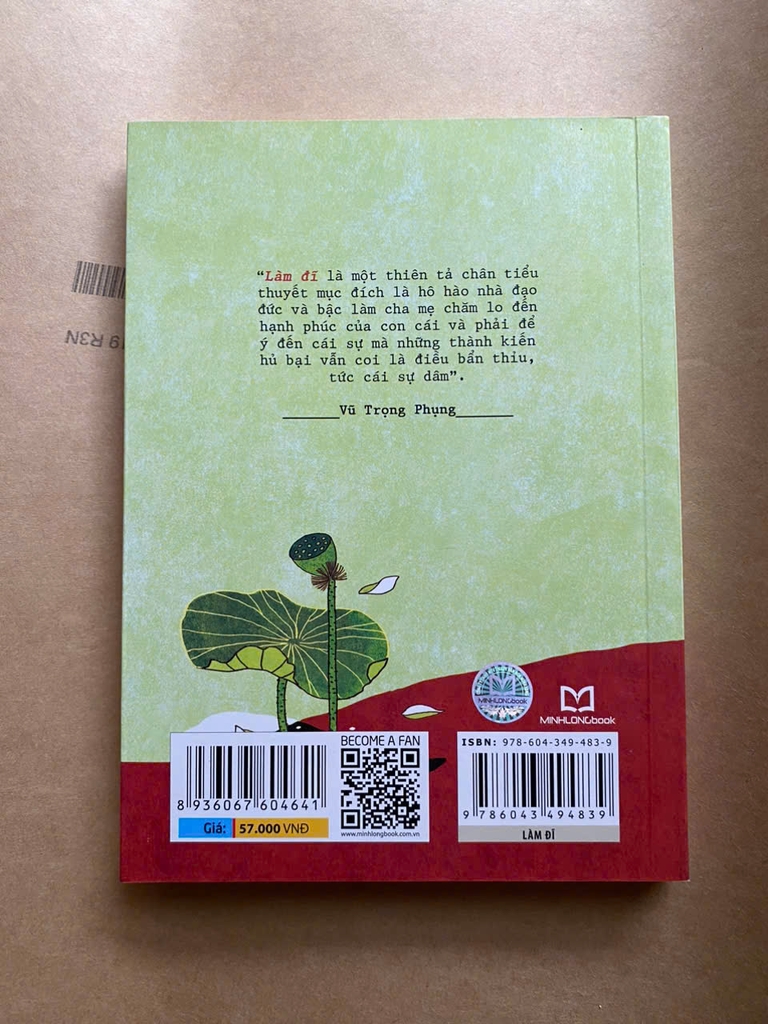 “Làm đĩ là một thiên tả chân tiểu
thuyết mục đích là hô hào nhà đạo
đức và bậc làm cha mẹ chăm lo đến
hạnh phúc của con cái và phải để
ý đến cái sự mà những thành kiến
hủ bại vẫn coi là điều bẩn thỉu,
tức cái sự dâm”.
Vũ Trọng Phụng
19 R3N
MINHLONGbook
MINHLONGbook
BECOME A FAN
8 936067 604641
Giá: 57.000 VNĐ
www.minhlongbook.com.vn
ISBN: 978-604-349-483-9
9 786043 494839
LÀM ĐĨ